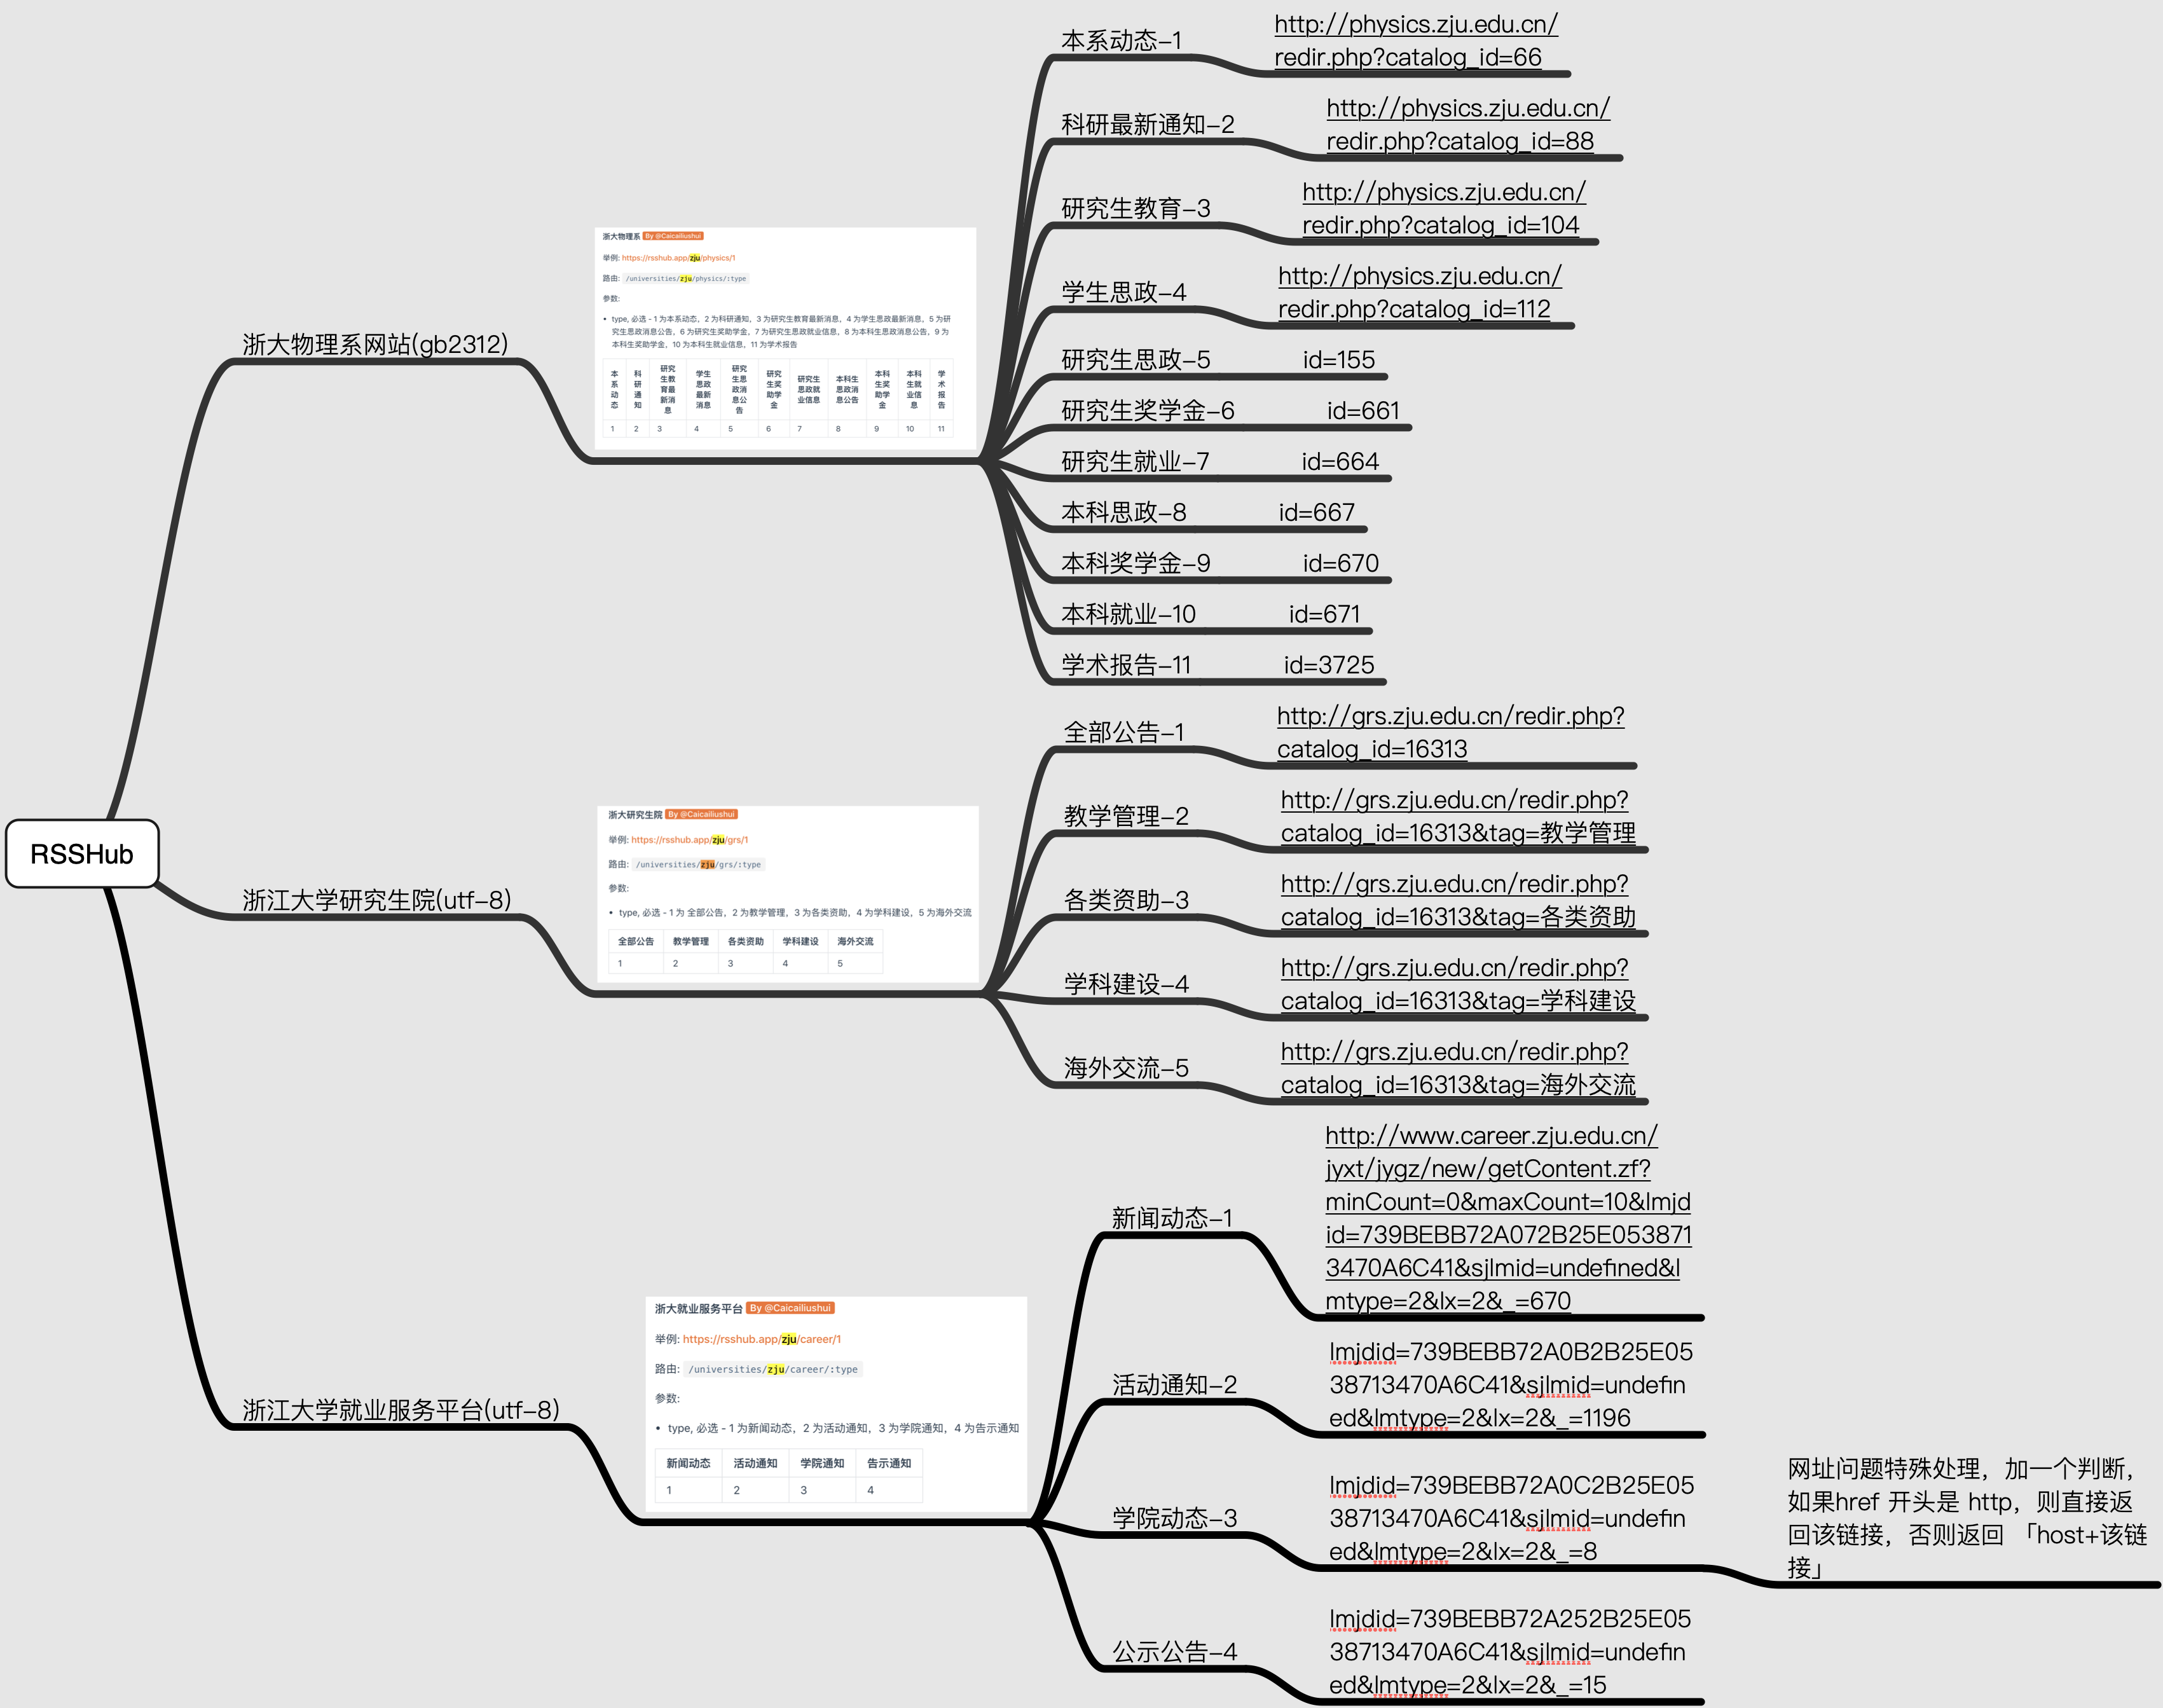 RSSHub
浙大物理系网站(gb2312)
浙大物理系 By @Caicailiushui
举例: https://rsshub.app/zju/physics/1
路由: /universities/zju/physics/:type
参数:
• type, 必选 - 1 为本系动态，2 为科研通知，3 为研究生教育最新消息，4 为学生思政最新消息，5 为研
究生思政消息公告，6 为研究生奖助学金，7 为研究生思政就业信息，8 为本科生思政消息公告，9 为
本科生奖助学金，10 为本科生就业信息，11 为学术报告
本系动态 科研通知 研究生教育最新消息 学生思政最新消息 研究生思政消息公告 研究生奖助学金 研究生思政就业信息 本科生思政消息公告 本科生奖助学金 本科生就业信息 学术报告
1 2 3 4 5 6 7 8 9 10 11
本系动态–1
http://physics.zju.edu.cn/
redir.php?catalog_id=66
科研最新通知–2
http://physics.zju.edu.cn/
redir.php?catalog_id=88
研究生教育–3
http://physics.zju.edu.cn/
redir.php?catalog_id=104
学生思政–4
http://physics.zju.edu.cn/
redir.php?catalog_id=112
研究生思政–5 id=155
研究生奖学金–6 id=661
研究生就业–7 id=664
本科思政–8 id=667
本科奖学金–9 id=670
本科就业–10 id=671
学术报告–11 id=3725
浙江大学研究生院(utf-8)
浙大研究生院 By @Caicailiushui
举例: https://rsshub.app/zju/grs/1
路由: /universities/zju/grs/:type
参数:
• type, 必选 - 1 为 全部公告，2 为教学管理，3 为各类资助，4 为学科建设，5 为海外交流
全部公告 教学管理 各类资助 学科建设 海外交流
1 2 3 4 5
全部公告–1
http://grs.zju.edu.cn/redir.php?
catalog_id=16313
教学管理–2
http://grs.zju.edu.cn/redir.php?
catalog_id=16313&tag=教学管理
各类资助–3
http://grs.zju.edu.cn/redir.php?
catalog_id=16313&tag=各类资助
学科建设–4
http://grs.zju.edu.cn/redir.php?
catalog_id=16313&tag=学科建设
海外交流–5
http://grs.zju.edu.cn/redir.php?
catalog_id=16313&tag=海外交流
浙江大学就业服务平台(utf-8)
浙大就业服务平台 By @Caicailiushui
举例: https://rsshub.app/zju/career/1
路由: /universities/zju/career/:type
参数:
• type, 必选 - 1 为新闻动态，2 为活动通知，3 为学院通知，4 为告示通知
新闻动态 活动通知 学院通知 告示通知
1 2 3 4
新闻动态–1
http://www.career.zju.edu.cn/
jyxt/jygz/new/getContent.zf?
minCount=0&maxCount=10&lmjd
id=739BEBB72A072B25E053871
3470A6C41&sjlmid=undefined&l
mtype=2&lx=2&_=670
活动通知–2
lmjdid=739BEBB72A0B2B25E05
38713470A6C41&sjlmid=undefin
ed&lmtype=2&lx=2&_=1196
学院动态–3
lmjdid=739BEBB72A0C2B25E05
38713470A6C41&sjlmid=undefin
ed&lmtype=2&lx=2&_=8
网址问题特殊处理，加一个判断，
如果href 开头是 http，则直接返
回该链接，否则返回 「host+该链
接」
公示公告–4
lmjdid=739BEBB72A252B25E05
38713470A6C41&sjlmid=undefin
ed&lmtype=2&lx=2&_=15